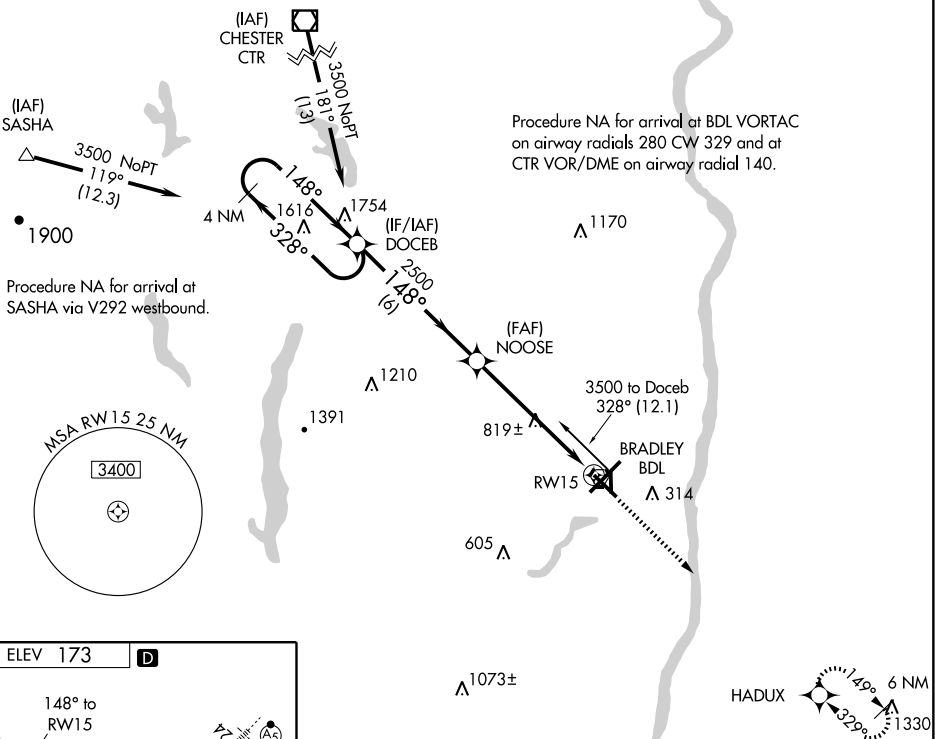 (IAF)
CHESTER
CTR
3500 NoPT
181°
(13)
(IAF)
SASHA
3500 NoPT
119°
(12.3)
1900
Procedure NA for arrival at
SASHA via V292 westbound.
Procedure NA for arrival at BDL VORTAC
on airway radials 280 CW 329 and at
CTR VOR/DME on airway radial 140.
4 NM
148°
1616
328°
1754
(IF/IAF)
DOCEB
1170
2500
148°
(6)
(FAF)
NOOSE
1210
1391
3500 to Doceb
328° (12.1)
819±
BRADLEY
BDL
RW15
314
MSA RW15 25 NM
3400
605
1073±
HADUX
149°
6 NM
329°
1330
ELEV 173
D
148° to
RW15
24
A5